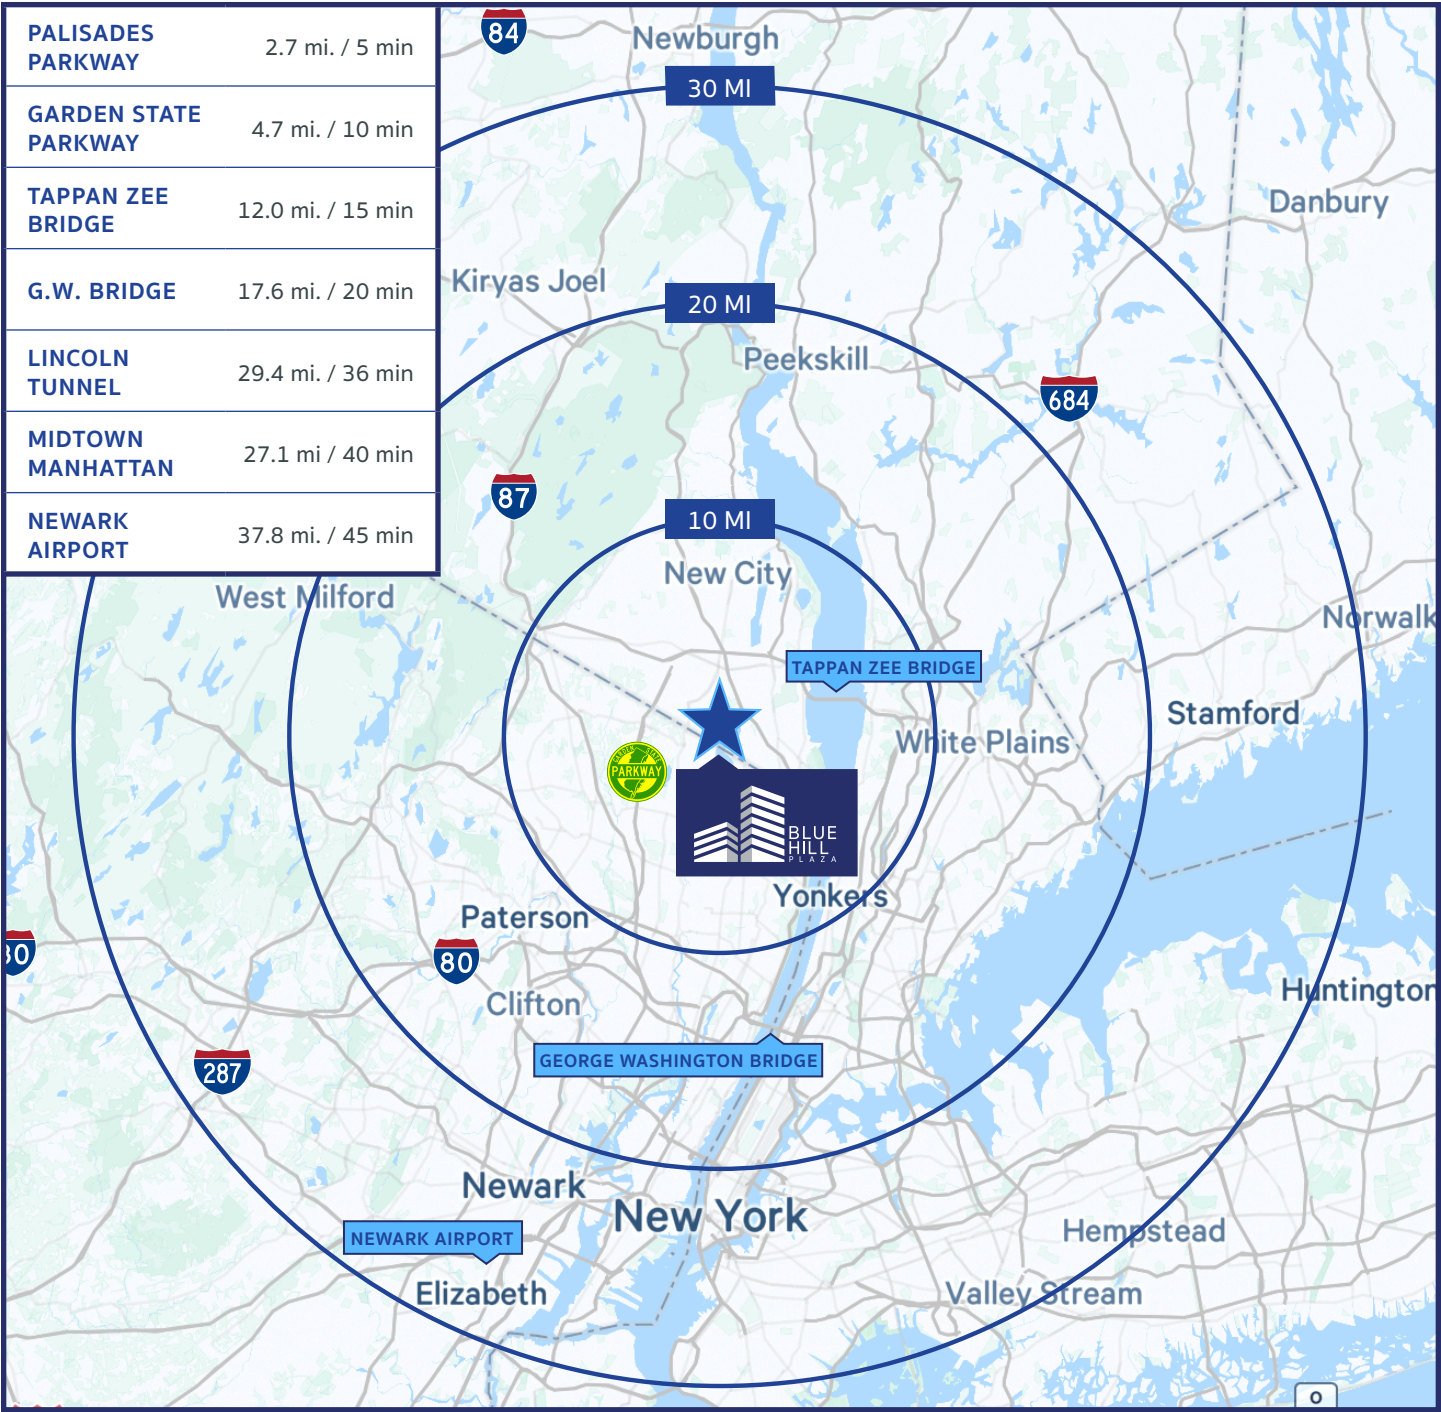 PALISADES
PARKWAY
2.7 mi. / 5 min
GARDEN STATE
PARKWAY
4.7 mi. / 10 min
TAPPAN ZEE
BRIDGE
12.0 mi. / 15 min
G.W. BRIDGE
17.6 mi. / 20 min
LINCOLN
TUNNEL
29.4 mi. / 36 min
MIDTOWN
MANHATTAN
27.1 mi / 40 min
NEWARK
AIRPORT
37.8 mi. / 45 min
84
Newburgh
30 MI
Danbury
Kiryas Joel
20 MI
Peekskill
684
87
10 MI
New City
West Milford
Norwalk
TAPPAN ZEE BRIDGE
Stamford
White Plains
GARDEN STATE
PARKWAY
BLUE
HILL
PLAZA
Yonkers
Paterson
80
80
Clifton
Huntington
GEORGE WASHINGTON BRIDGE
287
Newark
New York
Hempstead
NEWARK AIRPORT
Elizabeth
Valley Stream